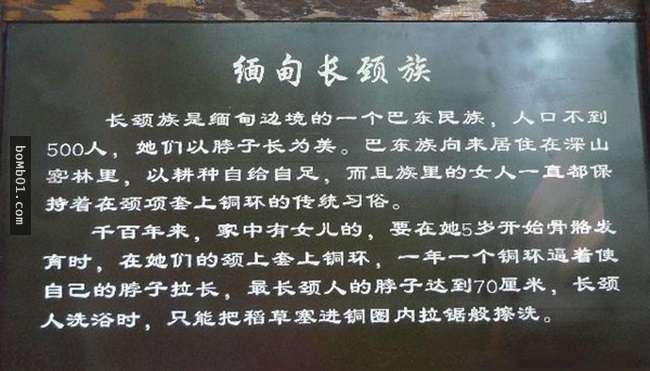 缅甸长颈族
长颈族是缅甸边境的一个巴东民族，人口不到
500人，她们以脖子长为美。巴东族向来居住在深山
密林里，以耕种自给自足，而且族里的女人一直都保
持着在颈项套上铜环的传统习俗。
千百年来，家中有女儿的，要在她5岁开始骨骼发
育时，在她们的颈上套上铜环，一年一个铜环逼着使
自己的脖子拉长，最长颈人的脖子达到70厘米，长颈
人洗浴时，只能把稻草塞进铜圈内拉锯般擦洗。
boMb01.com